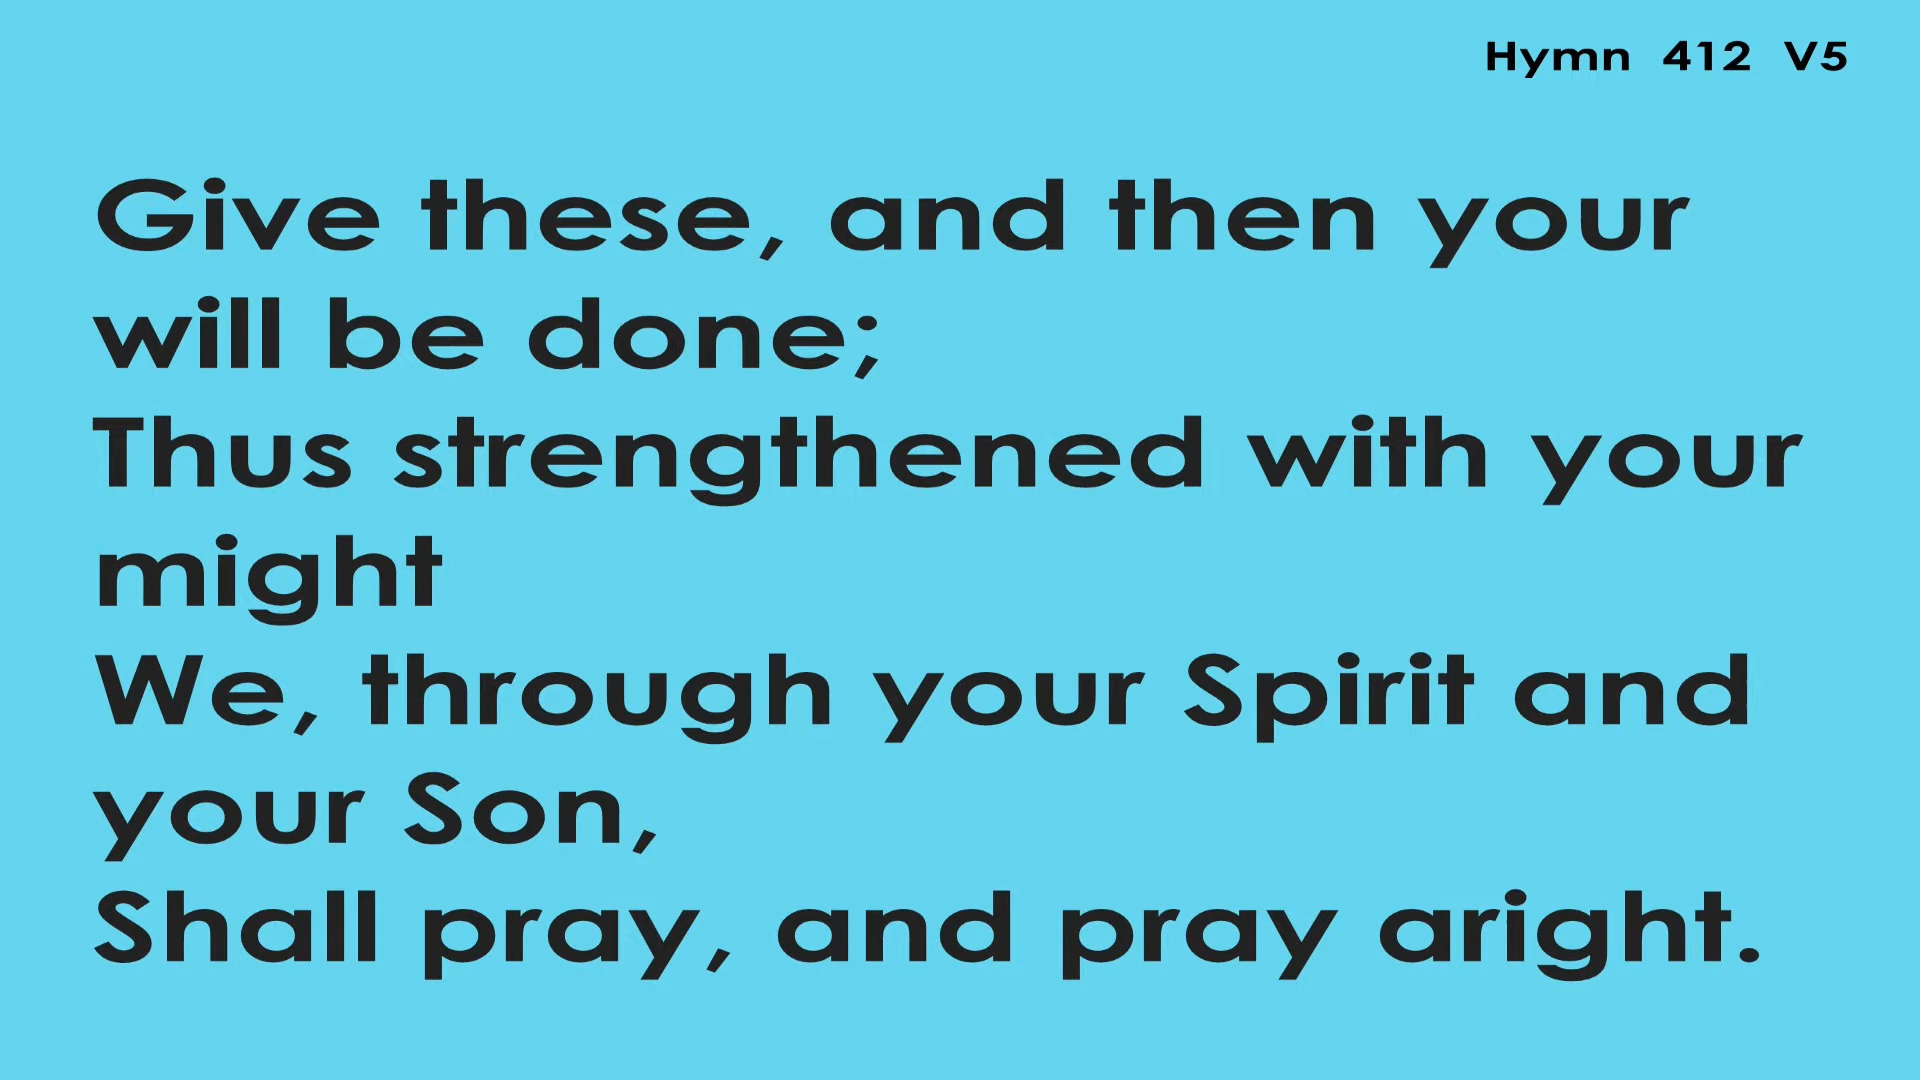 Hymn 412 V5
Give these, and then your
will be done;
Thus strengthened with your
might
We, through your Spirit and
your Son,
Shall pray, and pray aright.